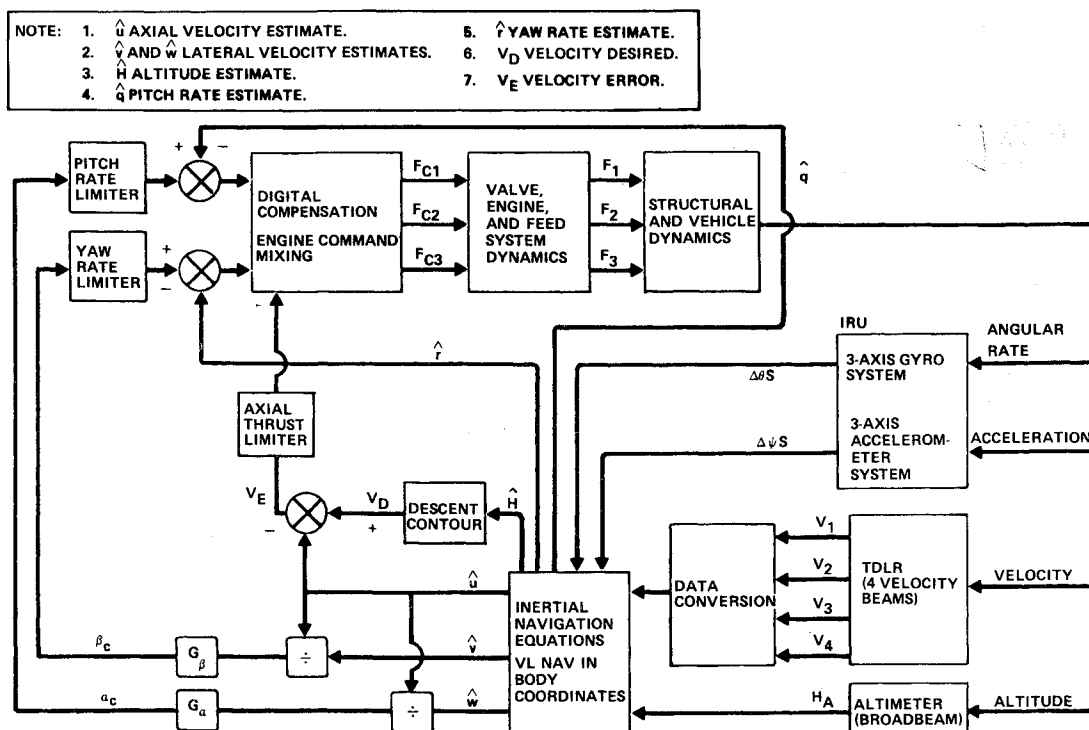 NOTE: 1. û AXIAL VELOCITY ESTIMATE.
2. v̂ AND ŵ LATERAL VELOCITY ESTIMATES.
3. Ĥ ALTITUDE ESTIMATE.
4. q̂ PITCH RATE ESTIMATE.
5. r̂ YAW RATE ESTIMATE.
6. V_D VELOCITY DESIRED.
7. V_E VELOCITY ERROR.
PITCH
RATE
LIMITER
+ −
YAW
RATE
LIMITER
+
−
DIGITAL
COMPENSATION
ENGINE COMMAND
MIXING
-
F_C1
F_C2
F_C3
VALVE,
ENGINE,
AND FEED
SYSTEM
DYNAMICS
F_1
F_2
F_3
STRUCTURAL
AND VEHICLE
DYNAMICS
q̂
r̂
IRU
3-AXIS GYRO
SYSTEM
3-AXIS
ACCELEROM-
ETER
SYSTEM
ANGULAR
RATE
ACCELERATION
ΔθS
ΔψS
AXIAL
THRUST
LIMITER
V_E
−
V_D
+
DESCENT
CONTOUR
Ĥ
û
v̂
ŵ
INERTIAL
NAVIGATION
EQUATIONS
VL NAV IN
BODY
COORDINATES
DATA
CONVERSION
V_1
V_2
V_3
V_4
TDLR
(4 VELOCITY
BEAMS)
VELOCITY
β_c
G_β
÷
α_c
G_α
÷
H_A
ALTIMETER
(BROADBEAM)
ALTITUDE